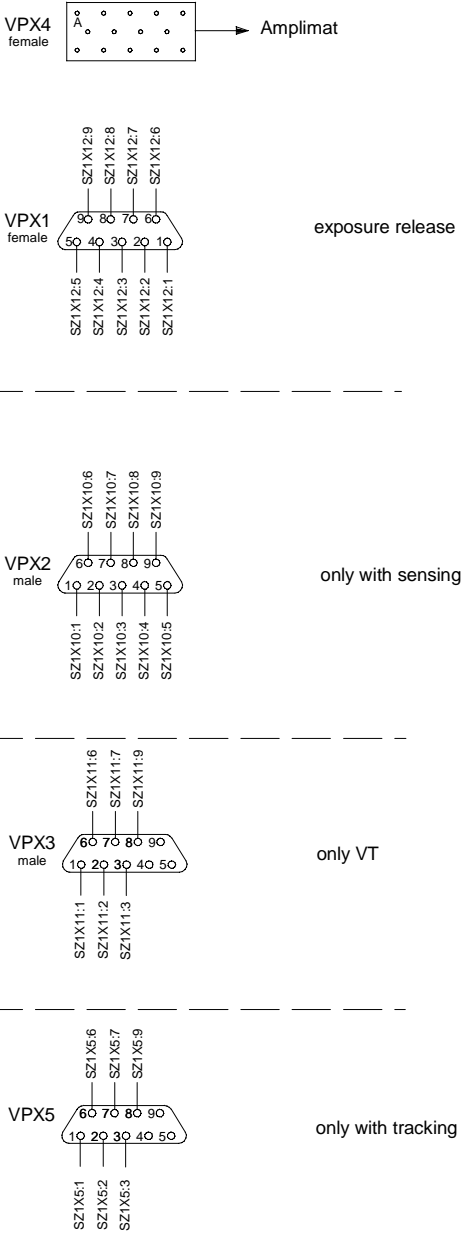 VPX4
female
A
Amplimat
SZ1X12:9
SZ1X12:8
SZ1X12:7
SZ1X12:6
VPX1
female
9 8 7 6
5 4 3 2 1
exposure release
SZ1X12:5
SZ1X12:4
SZ1X12:3
SZ1X12:2
SZ1X12:1
SZ1X10:6
SZ1X10:7
SZ1X10:8
SZ1X10:9
VPX2
male
6 7 8 9
1 2 3 4 5
only with sensing
SZ1X10:1
SZ1X10:2
SZ1X10:3
SZ1X10:4
SZ1X10:5
SZ1X11:6
SZ1X11:7
SZ1X11:9
VPX3
male
6 7 8 9
1 2 3 4 5
only VT
SZ1X11:1
SZ1X11:2
SZ1X11:3
SZ1X5:6
SZ1X5:7
SZ1X5:9
VPX5
6 7 8 9
1 2 3 4 5
only with tracking
SZ1X5:1
SZ1X5:2
SZ1X5:3